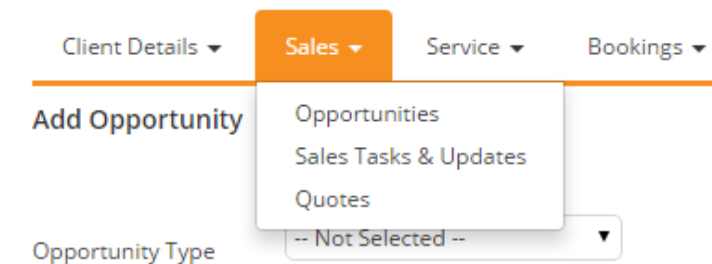 Client Details Sales Service Bookings
Add Opportunity
Opportunities
Sales Tasks & Updates
Quotes
Opportunity Type -- Not Selected --